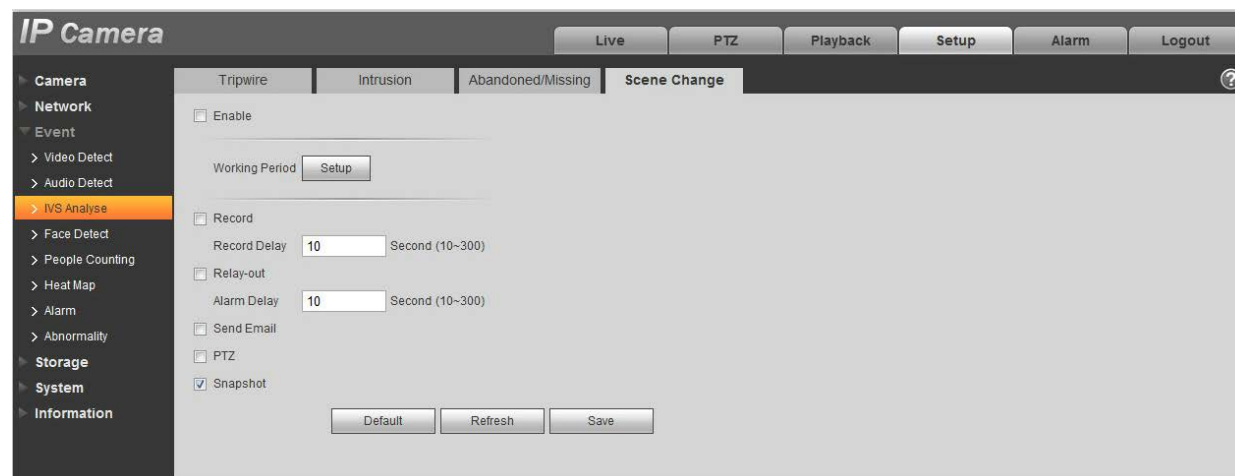 IP Camera
Live
PTZ
Playback
Setup
Alarm
Logout
Camera
Network
Event
Video Detect
Audio Detect
IVS Analyse
Face Detect
People Counting
Heat Map
Alarm
Abnormality
Storage
System
Information
Tripwire
Intrusion
Abandoned/Missing
Scene Change
?
Enable
Working Period Setup
Record
Record Delay 10 Second (10~300)
Relay-out
Alarm Delay 10 Second (10~300)
Send Email
PTZ
Snapshot
Default Refresh Save